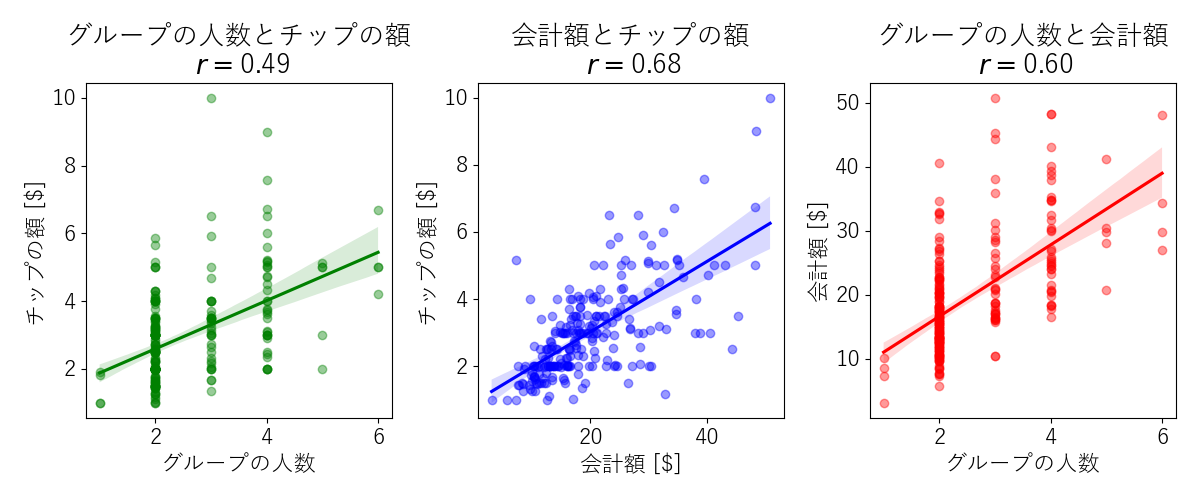 グループの人数とチップの額
r = 0.49
チップの額 [$]
10
8
6
4
2
2 4 6
グループの人数
会計額とチップの額
r = 0.68
チップの額 [$]
10
8
6
4
2
20 40
会計額 [$]
グループの人数と会計額
r = 0.60
会計額 [$]
50
40
30
20
10
2 4 6
グループの人数